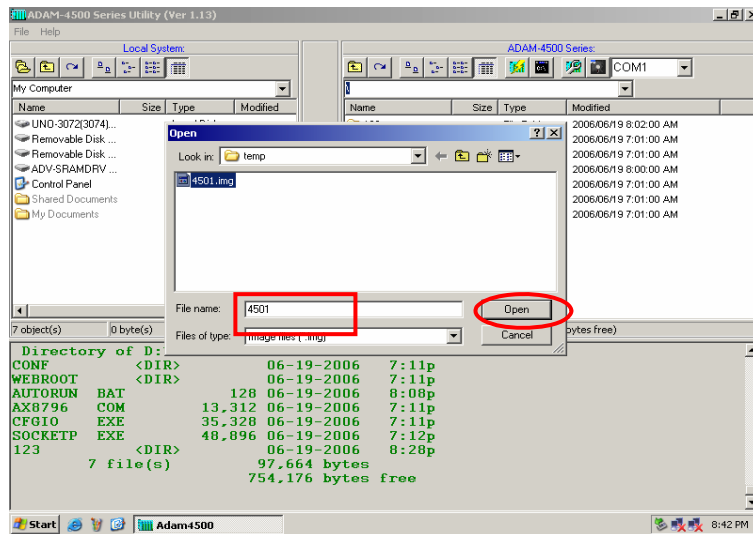 ADAM-4500 Series Utility (Ver 1.13)
File Help
Local System:
ADAM-4500 Series:
COM1
My Computer
\
Name Size Type Modified
Name Size Type Modified
UNO-3072(3074)...
Removable Disk ...
Removable Disk ...
ADV-SRAMDRV ...
Control Panel
Shared Documents
My Documents
2006/06/19 8:02:00 AM
2006/06/19 7:01:00 AM
2006/06/19 7:01:00 AM
2006/06/19 8:00:00 AM
2006/06/19 7:01:00 AM
2006/06/19 7:01:00 AM
2006/06/19 7:01:00 AM
Open
Look in: temp
4501.img
File name: 4501
Open
Files of type:
Cancel
7 object(s) 0 byte(s)
bytes free)
Directory of D:
CONF <DIR> 06-19-2006 7:11p
WEBROOT <DIR> 06-19-2006 7:11p
AUTORUN BAT 128 06-19-2006 8:08p
AX8796 COM 13,312 06-19-2006 7:11p
CFGIO EXE 35,328 06-19-2006 7:11p
SOCKETP EXE 48,896 06-19-2006 7:12p
123 <DIR> 06-19-2006 8:28p
7 file(s) 97,664 bytes
754,176 bytes free
Start Adam4500 8:42 PM